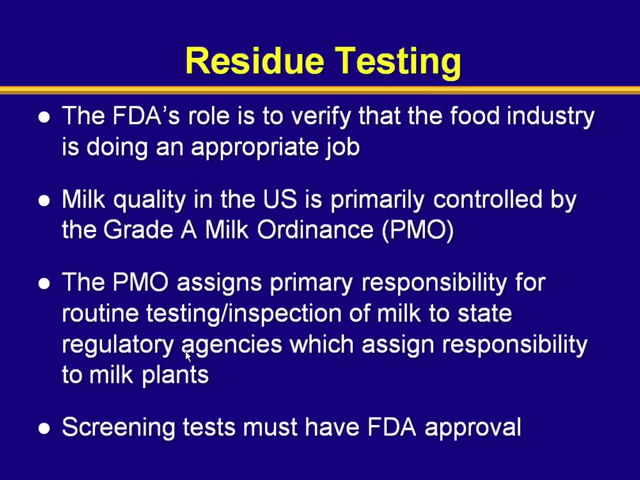 Residue Testing
● The FDA's role is to verify that the food industry
is doing an appropriate job
● Milk quality in the US is primarily controlled by
the Grade A Milk Ordinance (PMO)
● The PMO assigns primary responsibility for
routine testing/inspection of milk to state
regulatory agencies which assign responsibility
to milk plants
● Screening tests must have FDA approval